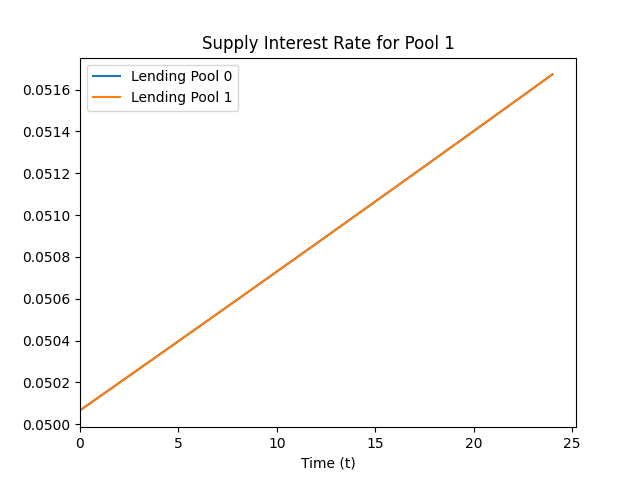 Supply Interest Rate for Pool 1
Lending Pool 0
Lending Pool 1
0.0516
0.0514
0.0512
0.0510
0.0508
0.0506
0.0504
0.0502
0.0500
0 5 10 15 20 25
Time (t)